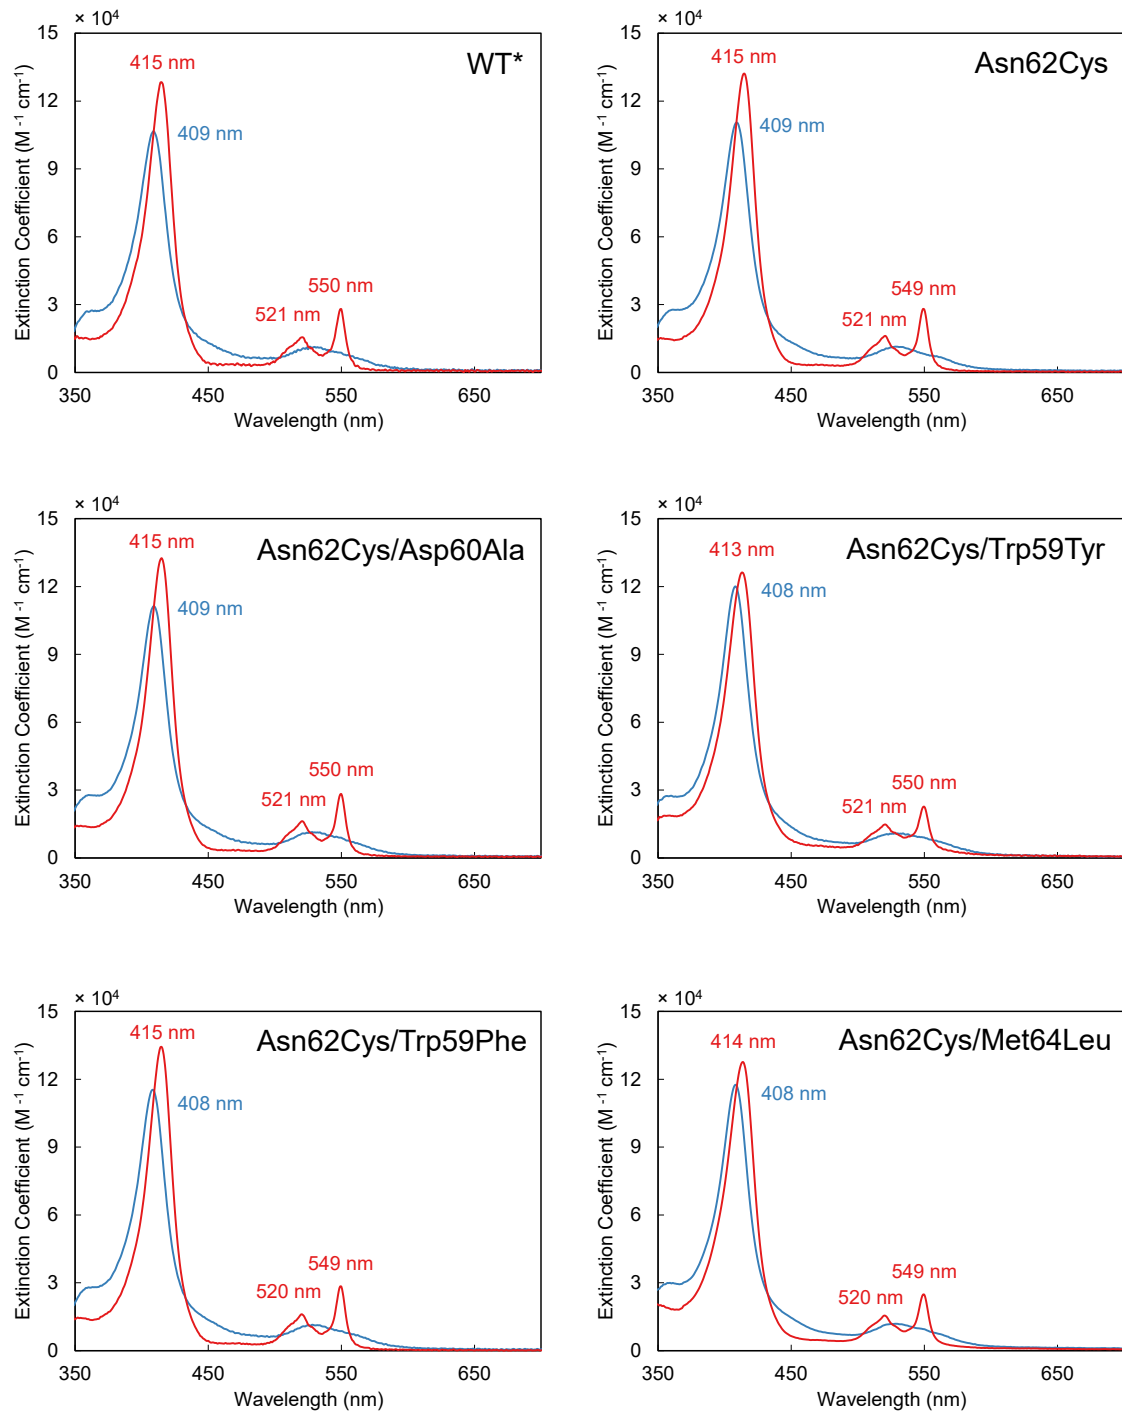 × 10⁴
15
12
9
6
3
0
Extinction Coefficient (M ⁻¹ cm⁻¹)
WT*
415 nm
409 nm
521 nm
550 nm
350
450
550
650
Wavelength (nm)
× 10⁴
15
12
9
6
3
0
Extinction Coefficient (M ⁻¹ cm⁻¹)
Asn62Cys
415 nm
409 nm
521 nm
549 nm
350
450
550
650
Wavelength (nm)
× 10⁴
15
12
9
6
3
0
Extinction Coefficient (M ⁻¹ cm⁻¹)
Asn62Cys/Asp60Ala
415 nm
409 nm
521 nm
550 nm
350
450
550
650
Wavelength (nm)
× 10⁴
15
12
9
6
3
0
Extinction Coefficient (M ⁻¹ cm⁻¹)
Asn62Cys/Trp59Tyr
413 nm
408 nm
521 nm
550 nm
350
450
550
650
Wavelength (nm)
× 10⁴
15
12
9
6
3
0
Extinction Coefficient (M ⁻¹ cm⁻¹)
Asn62Cys/Trp59Phe
415 nm
408 nm
520 nm
549 nm
350
450
550
650
Wavelength (nm)
× 10⁴
15
12
9
6
3
0
Extinction Coefficient (M ⁻¹ cm⁻¹)
Asn62Cys/Met64Leu
414 nm
408 nm
520 nm
549 nm
350
450
550
650
Wavelength (nm)